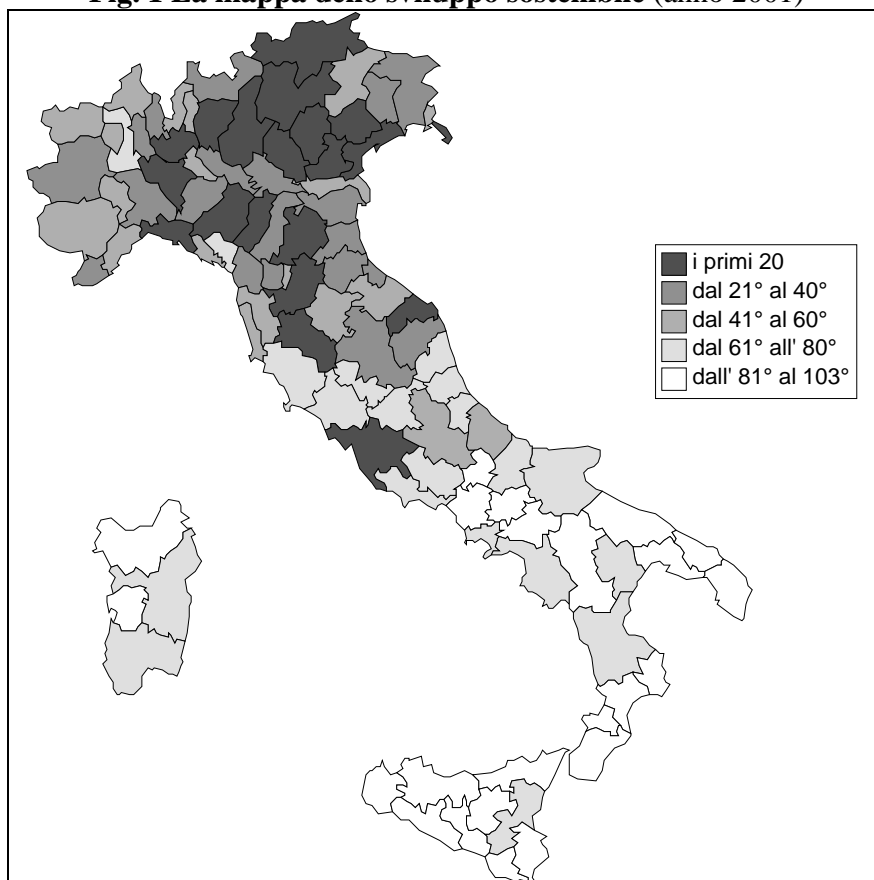 Fig. 1 La mappa dello sviluppo sostenibile (anno 2001)
i primi 20
dal 21° al 40°
dal 41° al 60°
dal 61° all' 80°
dall' 81° al 103°